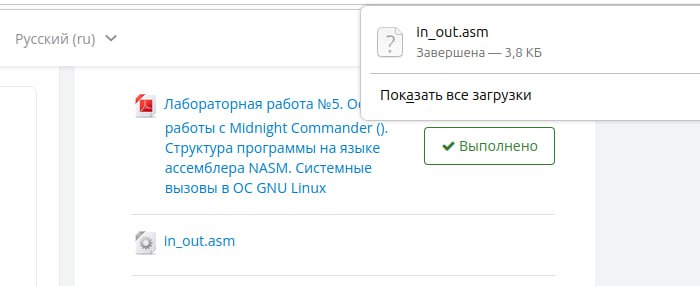 in_out.asm
Завершена — 3,8 КБ
Показать все загрузки
Русский (ru)
Лабораторная работа №5.
работы с Midnight Commander ().
Структура программы на языке
ассемблера NASM. Системные
вызовы в ОС GNU Linux
Выполнено
in_out.asm